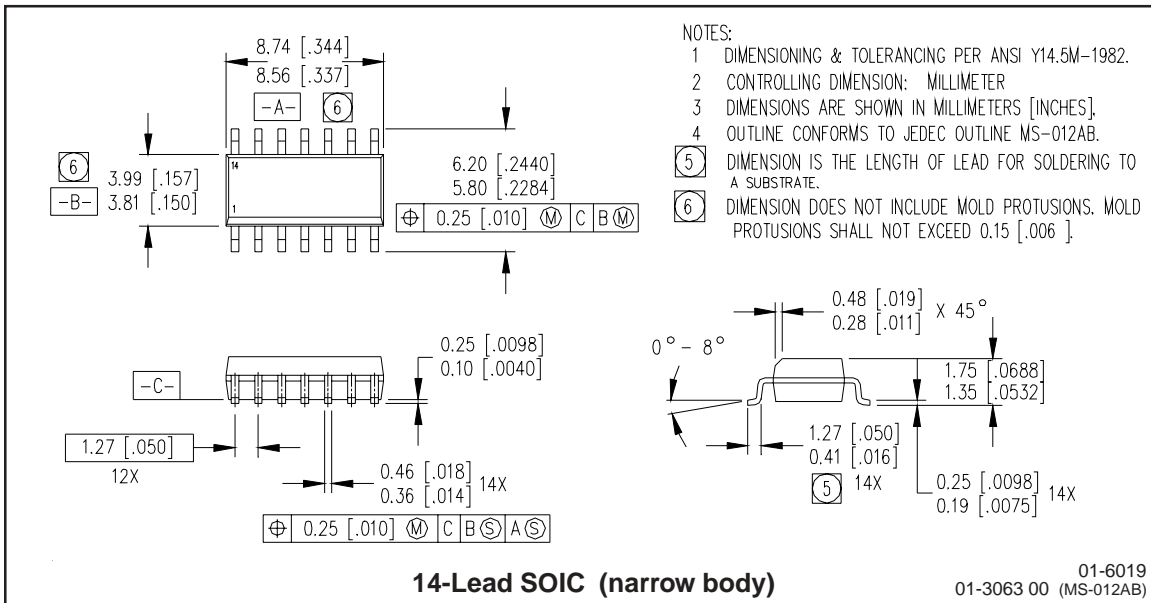 8.74 [.344]
8.56 [.337]
-A- 6
14
1
6
3.99 [.157]
-B- 3.81 [.150]
6.20 [.2440]
5.80 [.2284]
⌖ 0.25 [.010] Ⓜ C B Ⓜ
NOTES:
1 DIMENSIONING & TOLERANCING PER ANSI Y14.5M-1982.
2 CONTROLLING DIMENSION: MILLIMETER
3 DIMENSIONS ARE SHOWN IN MILLIMETERS [INCHES].
4 OUTLINE CONFORMS TO JEDEC OUTLINE MS-012AB.
5 DIMENSION IS THE LENGTH OF LEAD FOR SOLDERING TO
A SUBSTRATE.
6 DIMENSION DOES NOT INCLUDE MOLD PROTUSIONS. MOLD
PROTUSIONS SHALL NOT EXCEED 0.15 [.006 ].
-C-
0.25 [.0098]
0.10 [.0040]
1.27 [.050]
12X
0.46 [.018]
0.36 [.014] 14X
⌖ 0.25 [.010] Ⓜ C B Ⓢ A Ⓢ
0.48 [.019]
0.28 [.011] X 45°
0° - 8°
1.75 [.0688]
1.35 [.0532]
1.27 [.050]
0.41 [.016]
5 14X
0.25 [.0098]
0.19 [.0075] 14X
14-Lead SOIC (narrow body)
01-6019
01-3063 00 (MS-012AB)